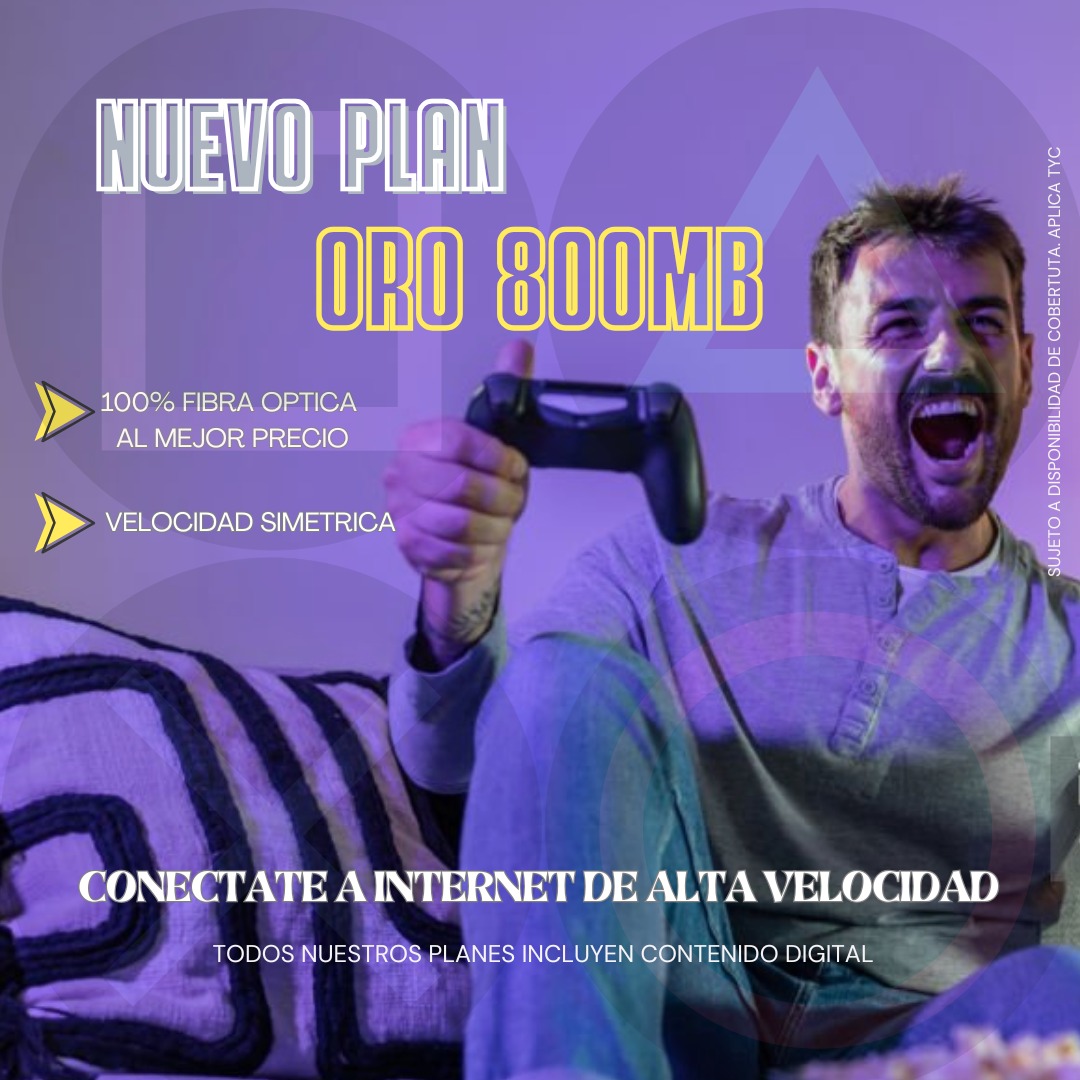 NUEVO PLAN
ORO 800MB
100% FIBRA OPTICA
AL MEJOR PRECIO
VELOCIDAD SIMETRICA
SUJETO A DISPONIBILIDAD DE COBERTUTA. APLICA TYC
CONECTATE A INTERNET DE ALTA VELOCIDAD
TODOS NUESTROS PLANES INCLUYEN CONTENIDO DIGITAL